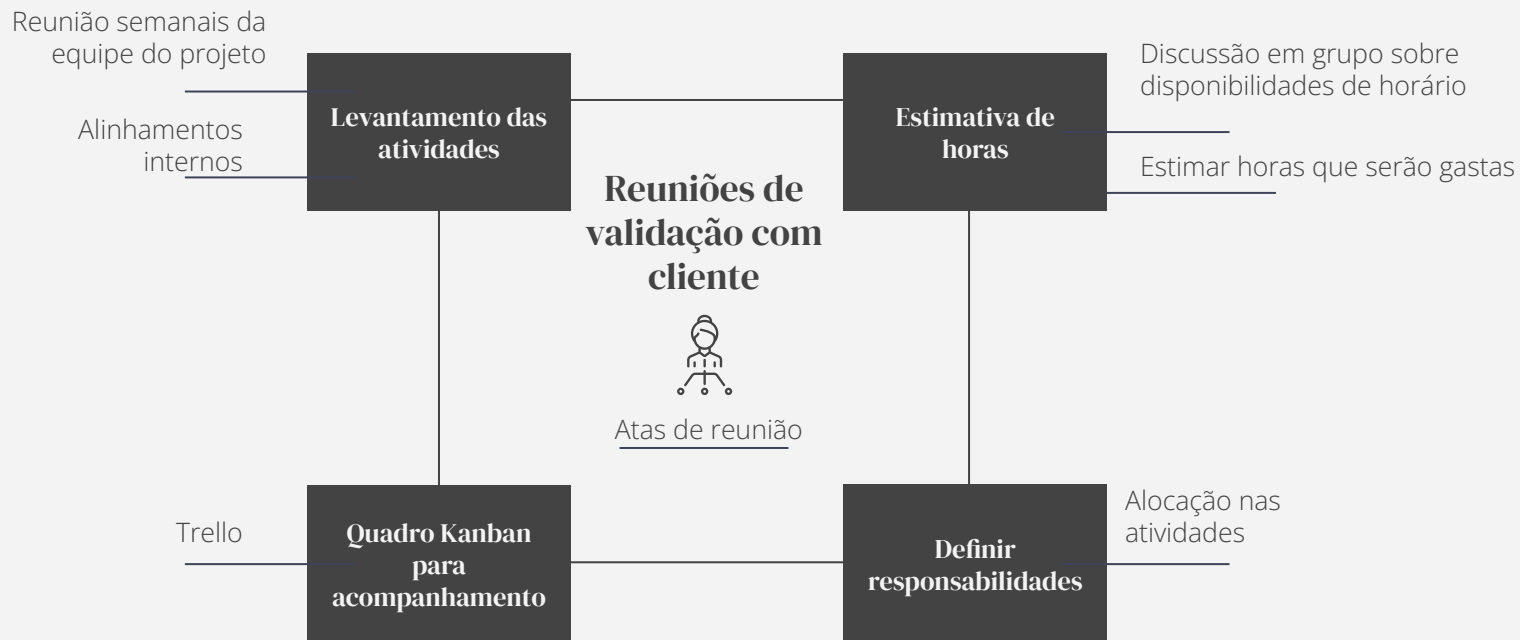 Reunião semanais da
equipe do projeto
Alinhamentos
internos
Levantamento das
atividades
Estimativa de
horas
Discussão em grupo sobre
disponibilidades de horário
Estimar horas que serão gastas
Reuniões de
validação com
cliente
Atas de reunião
Trello
Quadro Kanban
para
acompanhamento
Definir
responsabilidades
Alocação nas
atividades